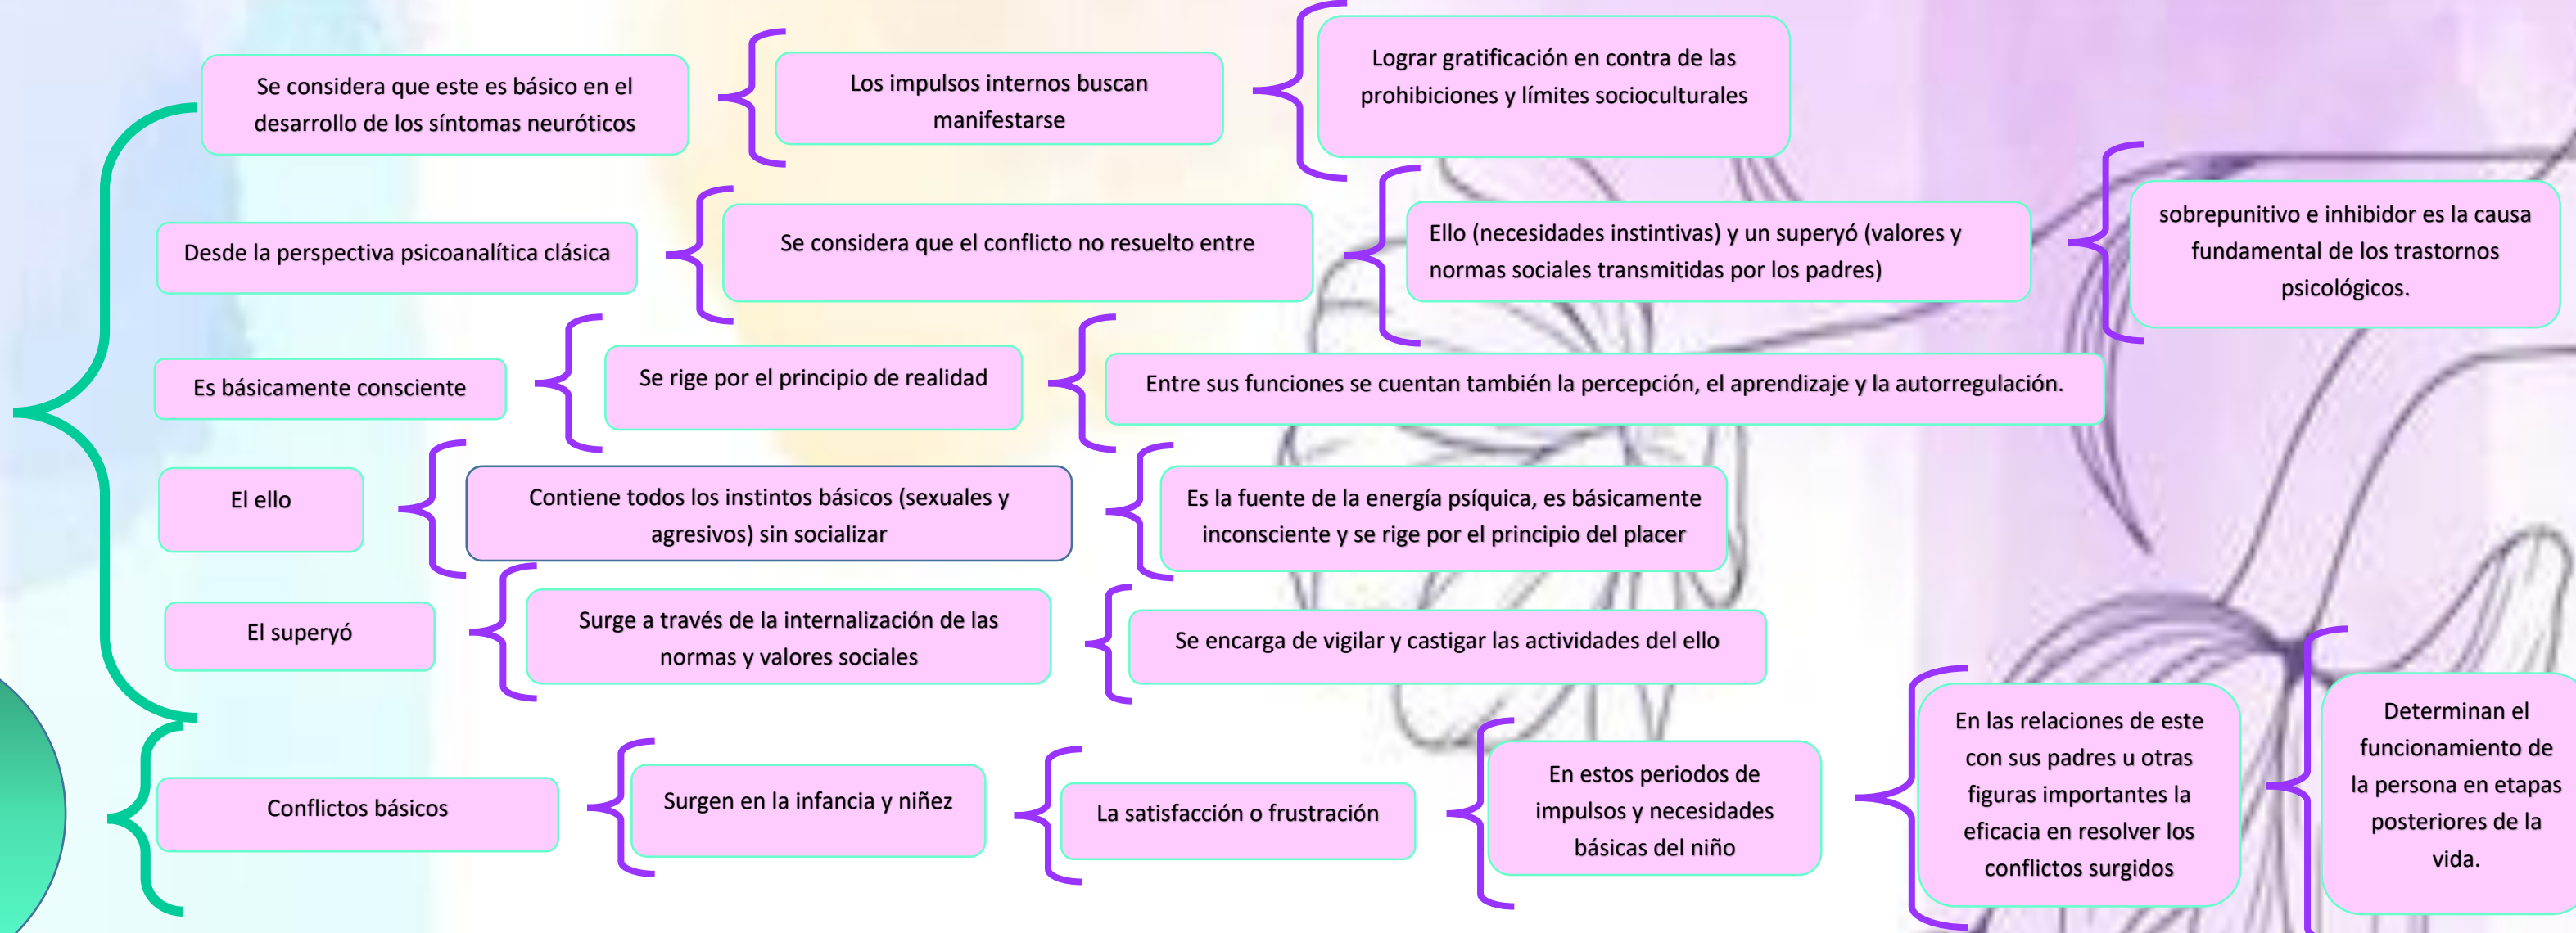 Se considera que este es básico en el
desarrollo de los síntomas neuróticos
Los impulsos internos buscan
manifestarse
Lograr gratificación en contra de las
prohibiciones y límites socioculturales
Desde la perspectiva psicoanalítica clásica
Se considera que el conflicto no resuelto entre
Ello (necesidades instintivas) y un superyó (valores y
normas sociales transmitidas por los padres)
sobrepunitivo e inhibidor es la causa
fundamental de los trastornos
psicológicos.
Es básicamente consciente
Se rige por el principio de realidad
Entre sus funciones se cuentan también la percepción, el aprendizaje y la autorregulación.
El ello
Contiene todos los instintos básicos (sexuales y
agresivos) sin socializar
Es la fuente de la energía psíquica, es básicamente
inconsciente y se rige por el principio del placer
El superyó
Surge a través de la internalización de las
normas y valores sociales
Se encarga de vigilar y castigar las actividades del ello
Conflictos básicos
Surgen en la infancia y niñez
La satisfacción o frustración
En estos periodos de
impulsos y necesidades
básicas del niño
En las relaciones de este
con sus padres u otras
figuras importantes la
eficacia en resolver los
conflictos surgidos
Determinan el
funcionamiento de
la persona en etapas
posteriores de la
vida.